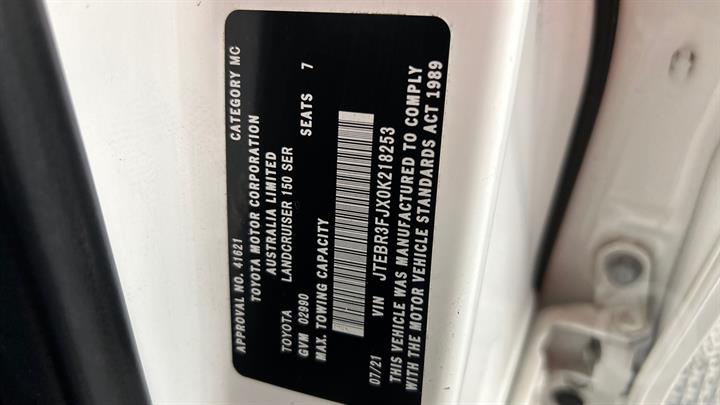 APPROVAL NO. 41621 CATEGORY MC
TOYOTA MOTOR CORPORATION
AUSTRALIA LIMITED
TOYOTA LANDCRUISER 150 SER
GVM 02990 SEATS 7
MAX. TOWING CAPACITY
07/21 VIN JTEBR3FJX0K218253
THIS VEHICLE WAS MANUFACTURED TO COMPLY
WITH THE MOTOR VEHICLE STANDARDS ACT 1989